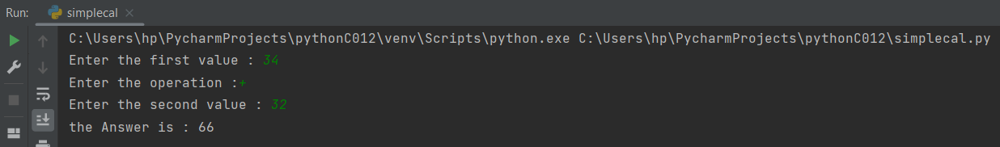 Run: simplecal
C:\Users\hp\PycharmProjects\pythonC012\venv\Scripts\python.exe C:\Users\hp\PycharmProjects\pythonC012\simplecal.py
Enter the first value : 34
Enter the operation :+
Enter the second value : 32
the Answer is : 66